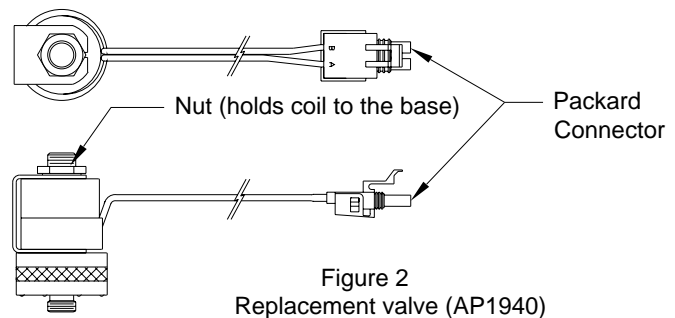 B
A
Nut (holds coil to the base)
Packard
Connector
Figure 2
Replacement valve (AP1940)